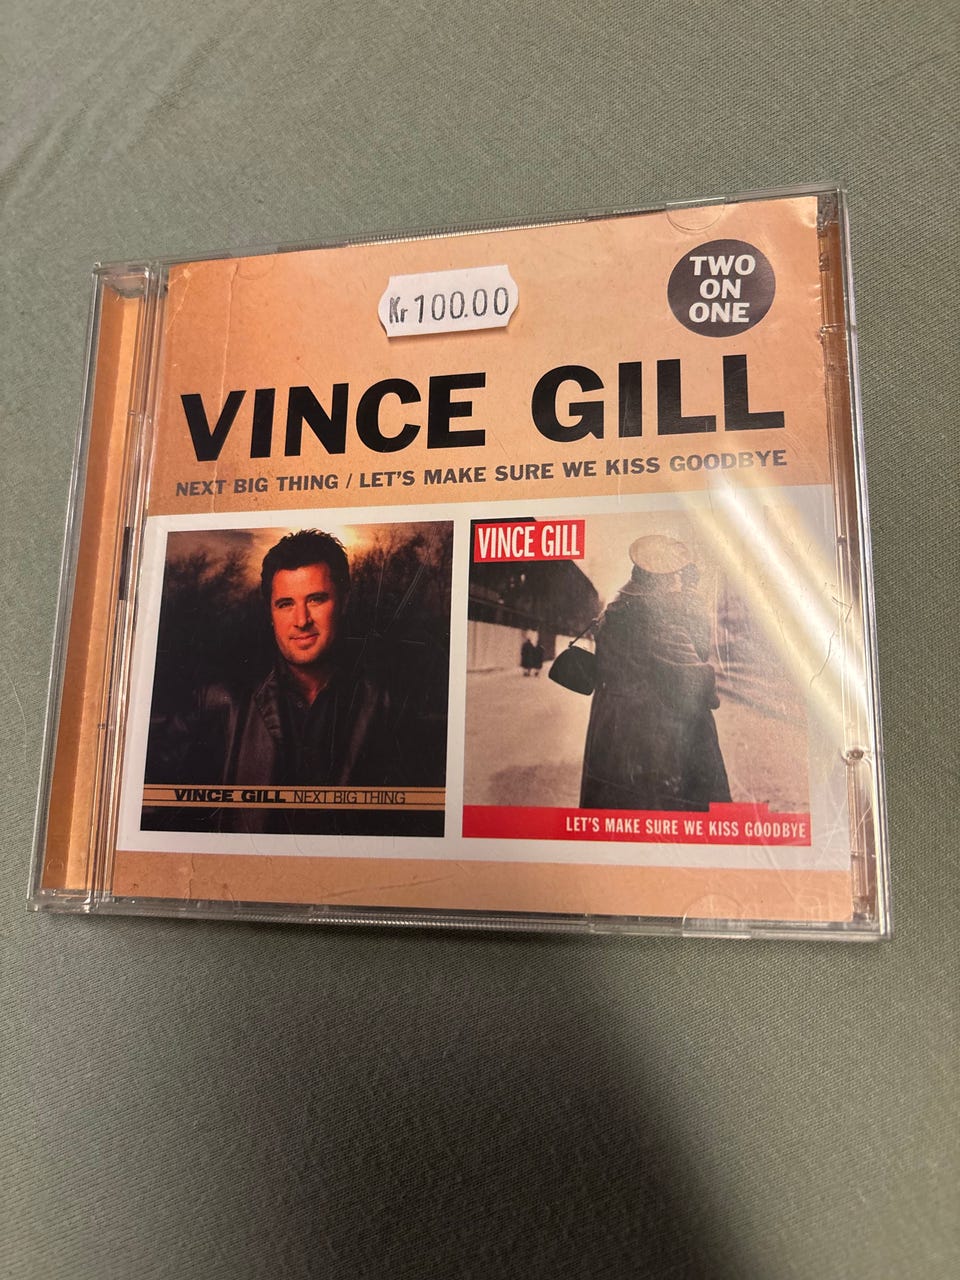 TWO
ON
ONE
Kr 100.00
VINCE GILL
NEXT BIG THING / LET'S MAKE SURE WE KISS GOODBYE
VINCE GILL NEXT BIG THING
VINCE GILL
LET'S MAKE SURE WE KISS GOODBYE